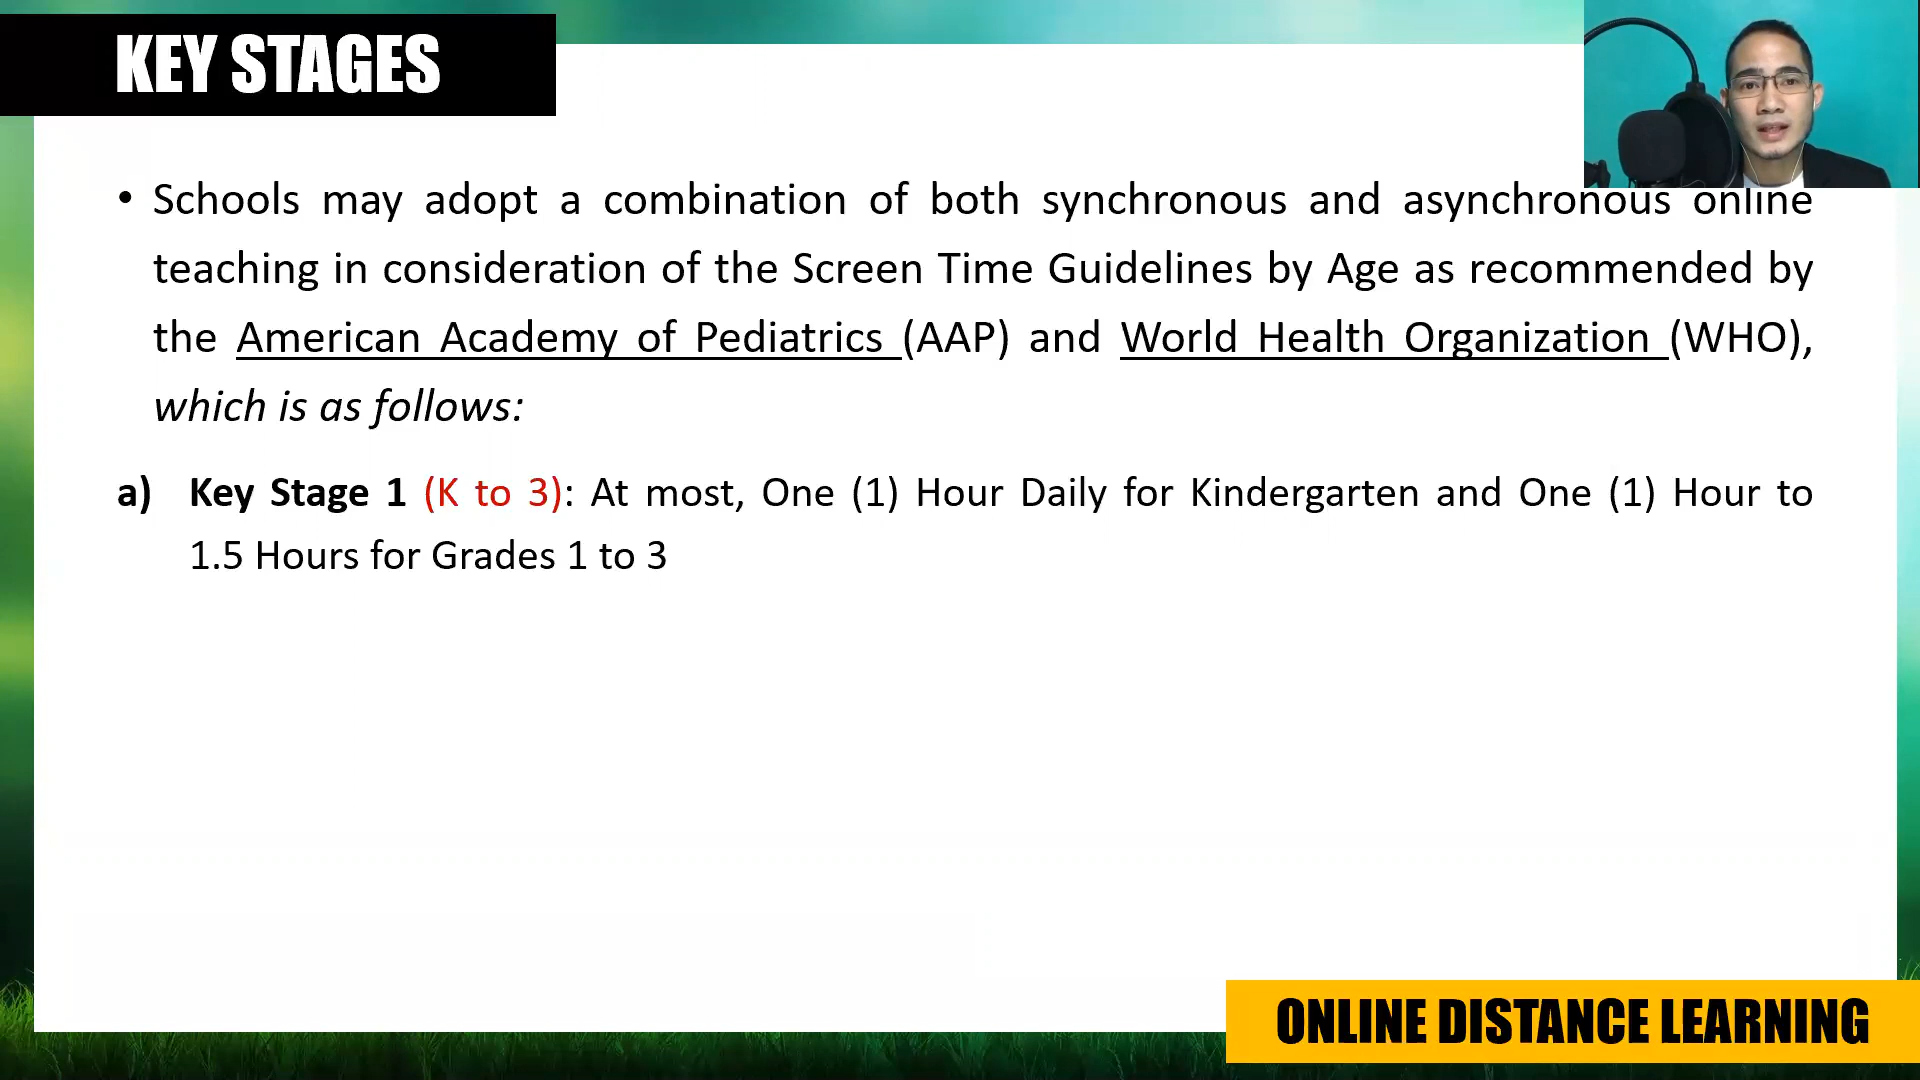 KEY STAGES
• Schools may adopt a combination of both synchronous and asynchronous online
teaching in consideration of the Screen Time Guidelines by Age as recommended by
the American Academy of Pediatrics (AAP) and World Health Organization (WHO),
which is as follows:
a) Key Stage 1 (K to 3): At most, One (1) Hour Daily for Kindergarten and One (1) Hour to
1.5 Hours for Grades 1 to 3
ONLINE DISTANCE LEARNING